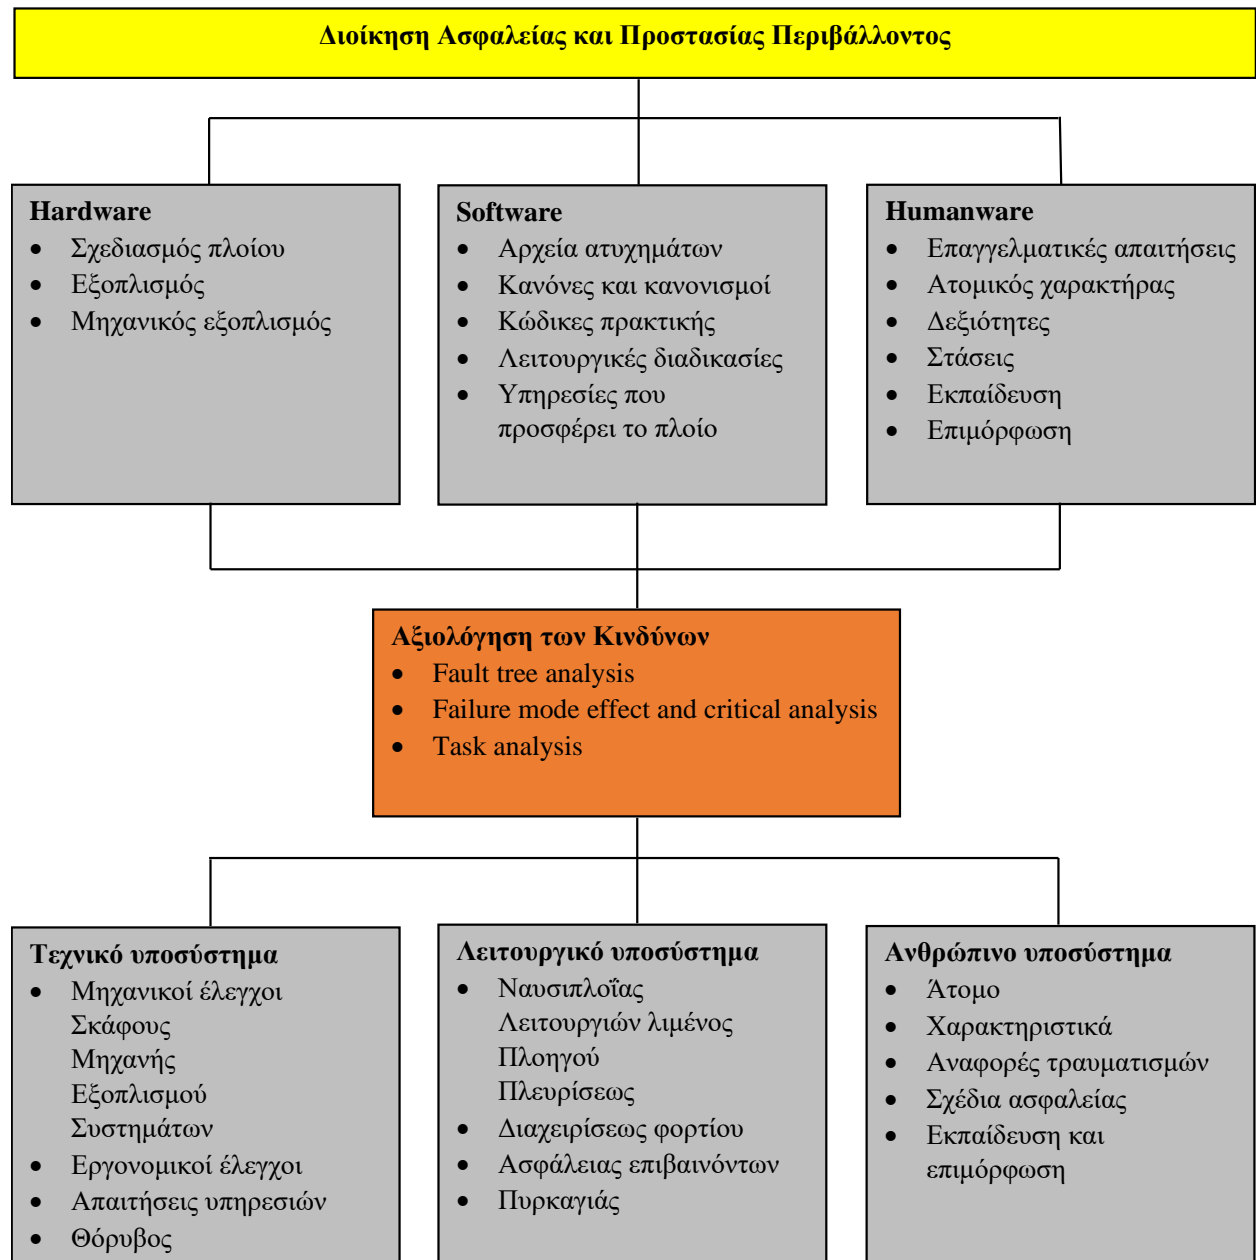 Διοίκηση Ασφαλείας και Προστασίας Περιβάλλοντος
Hardware
• Σχεδιασμός πλοίου
• Εξοπλισμός
• Μηχανικός εξοπλισμός
Software
• Αρχεία ατυχημάτων
• Κανόνες και κανονισμοί
• Κώδικες πρακτικής
• Λειτουργικές διαδικασίες
• Υπηρεσίες που
προσφέρει το πλοίο
Humanware
• Επαγγελματικές απαιτήσεις
• Ατομικός χαρακτήρας
• Δεξιότητες
• Στάσεις
• Εκπαίδευση
• Επιμόρφωση
Αξιολόγηση των Κινδύνων
• Fault tree analysis
• Failure mode effect and critical analysis
• Task analysis
Τεχνικό υποσύστημα
• Μηχανικοί έλεγχοι
Σκάφους
Μηχανής
Εξοπλισμού
Συστημάτων
• Εργονομικοί έλεγχοι
• Απαιτήσεις υπηρεσιών
• Θόρυβος
Λειτουργικό υποσύστημα
• Ναυσιπλοΐας
Λειτουργιών λιμένος
Πλοηγού
Πλευρίσεως
• Διαχειρίσεως φορτίου
• Ασφάλειας επιβαινόντων
• Πυρκαγιάς
Ανθρώπινο υποσύστημα
• Άτομο
• Χαρακτηριστικά
• Αναφορές τραυματισμών
• Σχέδια ασφαλείας
• Εκπαίδευση και
επιμόρφωση